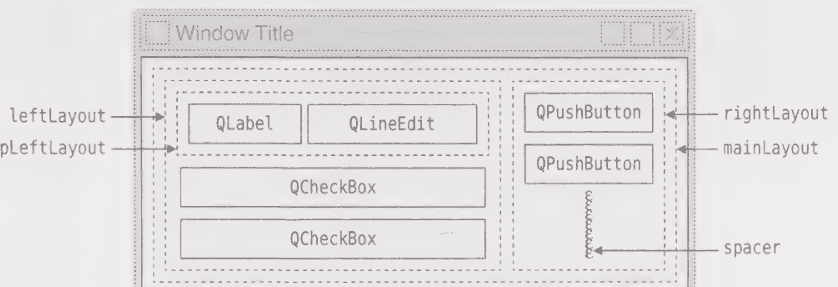 Window Title
leftLayout
pLeftLayout
QLabel
QLineEdit
QCheckBox
QCheckBox
QPushButton
QPushButton
rightLayout
mainLayout
spacer